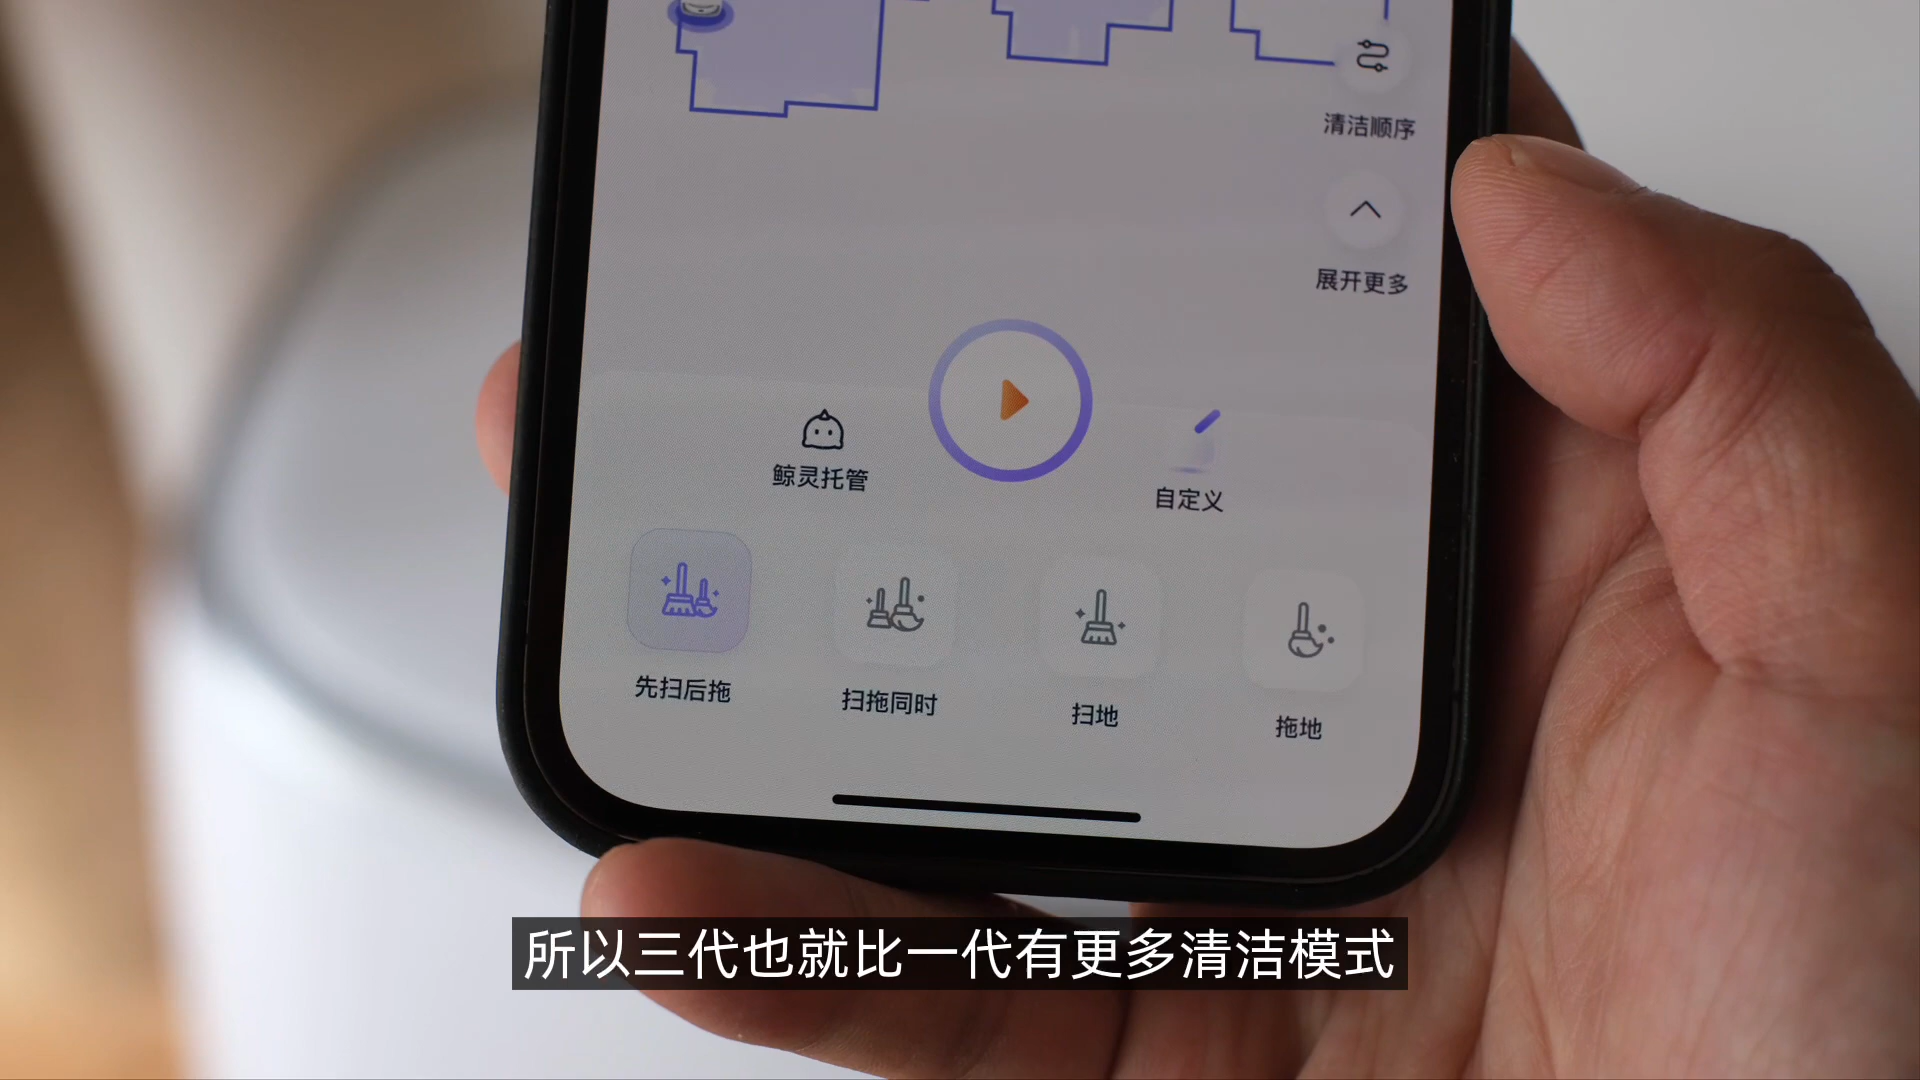 清洁顺序
展开更多
鲸灵托管
自定义
先扫后拖
扫拖同时
扫地
拖地
所以三代也就比一代有更多清洁模式